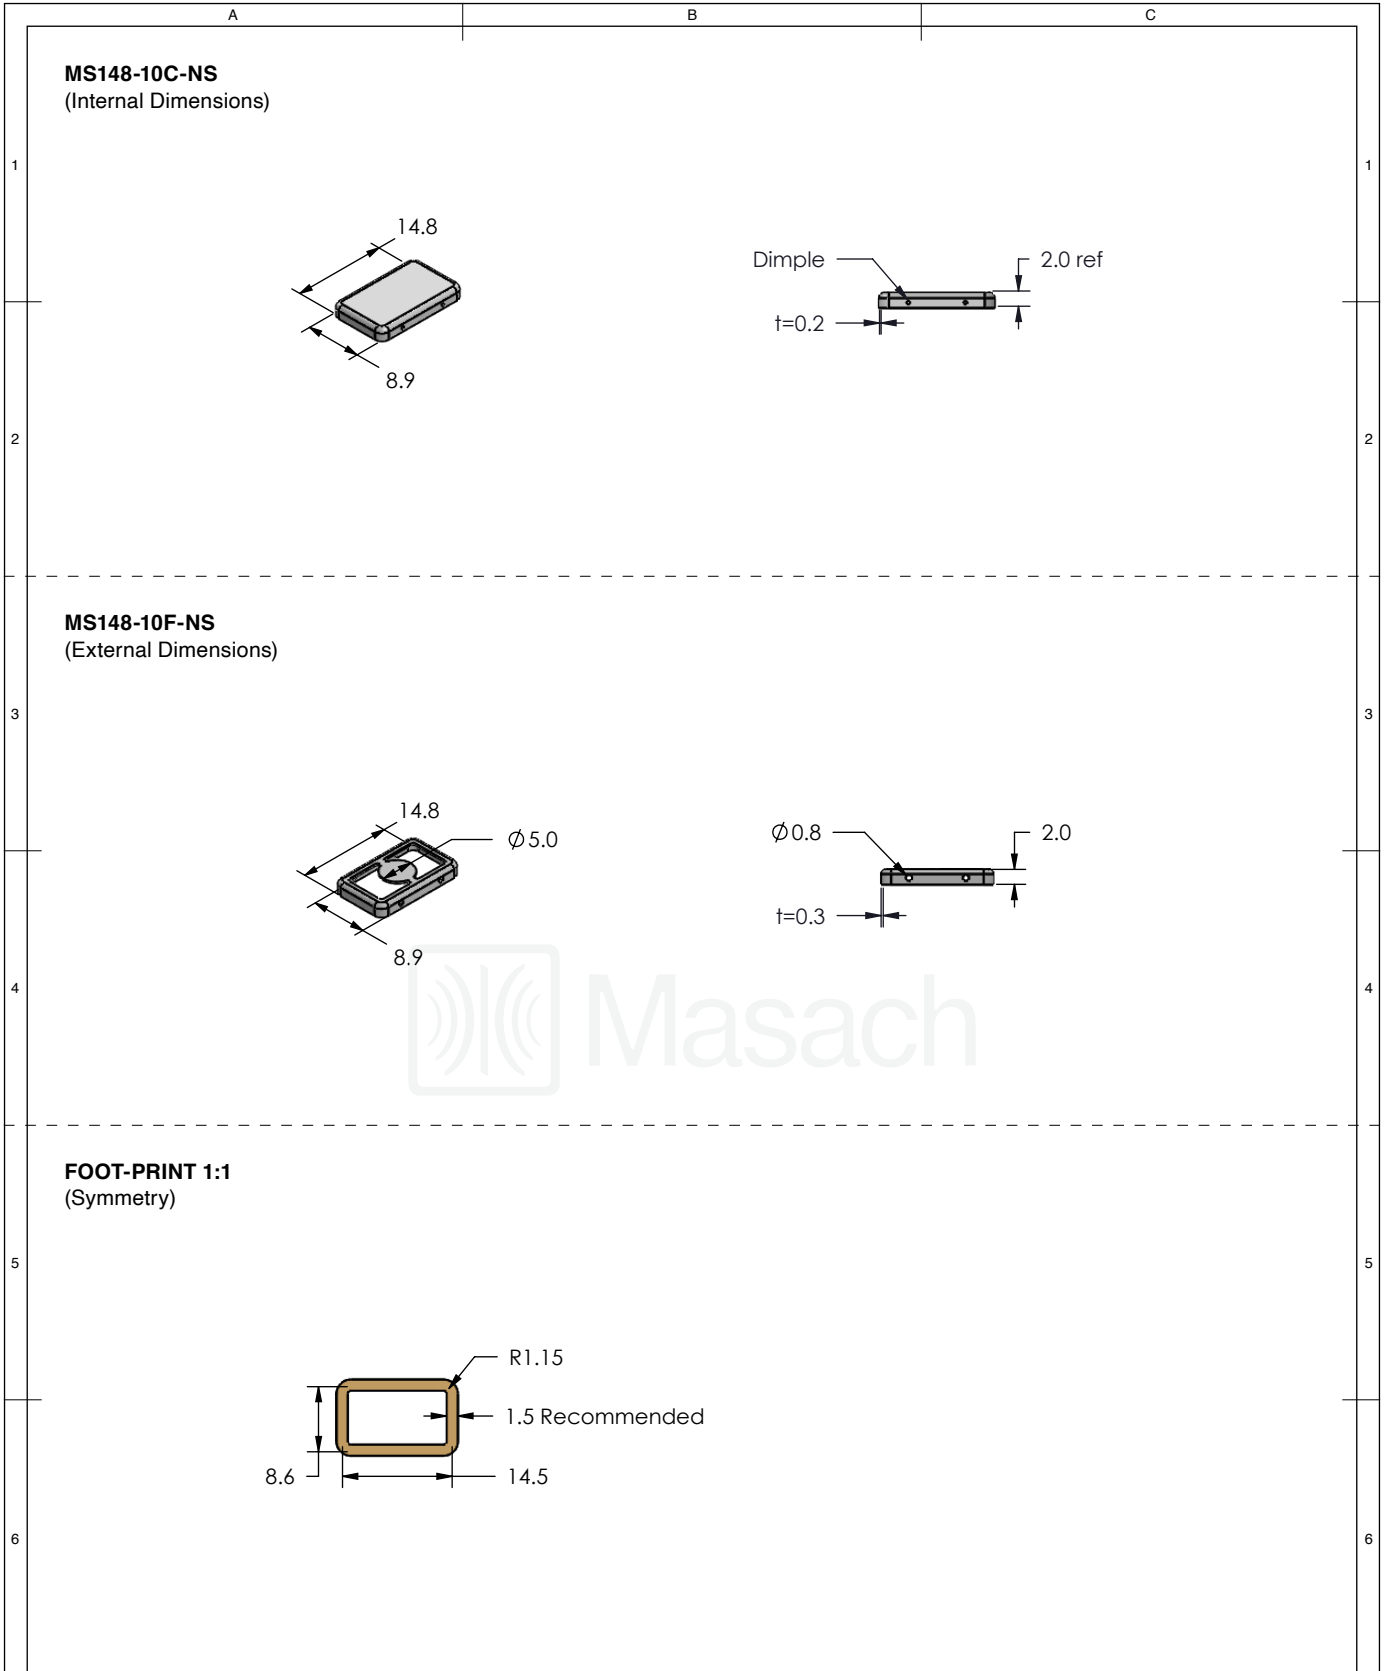 A B C
MS148-10C-NS
(Internal Dimensions)
1 1
14.8
Dimple 2.0 ref
t=0.2
8.9
2 2
MS148-10F-NS
(External Dimensions)
3 3
14.8
Ø5.0 Ø0.8 2.0
t=0.3
8.9
4 4
Masach
FOOT-PRINT 1:1
(Symmetry)
5 5
R1.15
1.5 Recommended
8.6 14.5
6 6